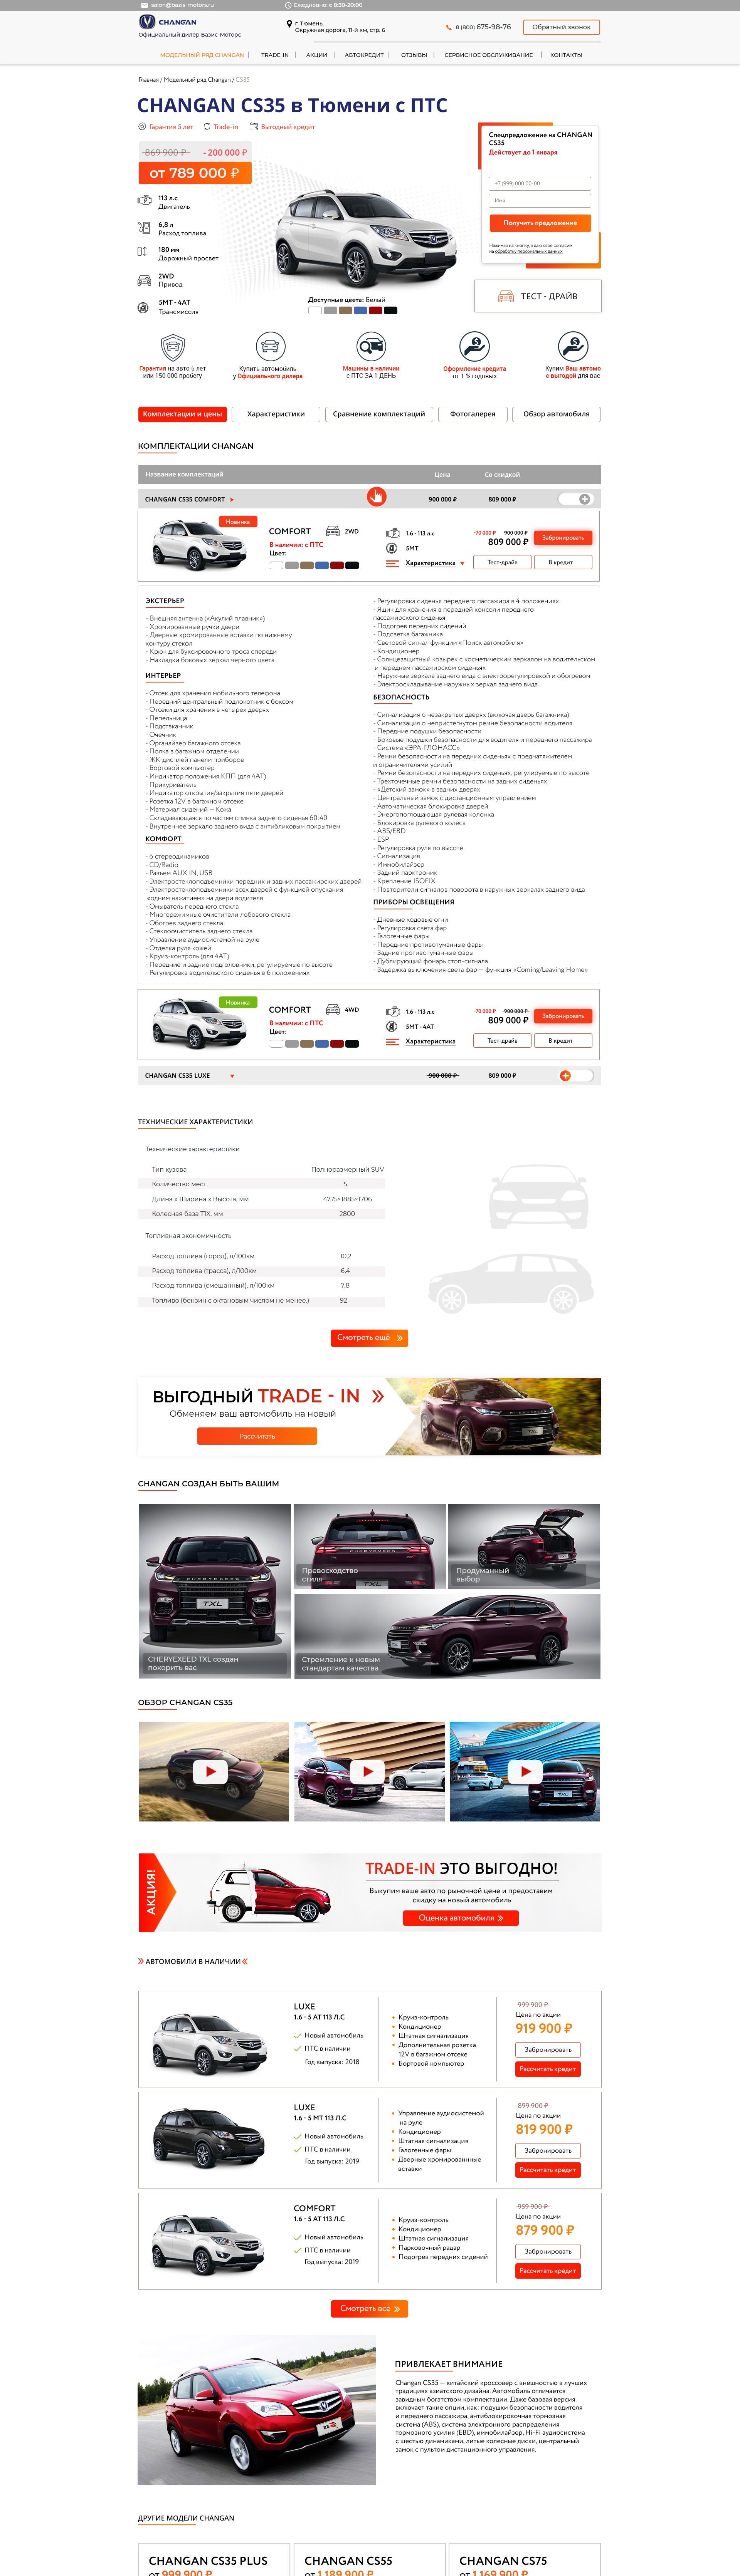 salon@bazis-motors.ru
Ежедневно: с 8:30-20:00
CHANGAN
Официальный дилер Базис-Моторс
г. Тюмень,
Окружная дорога, 11-й км, стр. 6
8 (800) 675-98-76
Обратный звонок
МОДЕЛЬНЫЙ РЯД CHANGAN | TRADE-IN | АКЦИИ | АВТОКРЕДИТ | ОТЗЫВЫ | СЕРВИСНОЕ ОБСЛУЖИВАНИЕ | КОНТАКТЫ
Главная / Модельный ряд Changan / CS35
CHANGAN CS35 в Тюмени с ПТС
Гарантия 5 лет
Trade-in
Выгодный кредит
869 900 ₽
- 200 000 ₽
от 789 000 ₽
113 л.с
Двигатель
6,8 л
Расход топлива
180 мм
Дорожный просвет
2WD
Привод
5МТ - 4АТ
Трансмиссия
Доступные цвета: Белый
Спецпредложение на CHANGAN
CS35
Действует до 1 января
+7 (999) 000 00-00
Имя
Получить предложение
Нажимая на кнопку, я даю свое согласие
на обработку персональных данных
ТЕСТ - ДРАЙВ
Гарантия на авто 5 лет
или 150 000 пробегу
Купить автомобиль
у Официального дилера
Машины в наличии
с ПТС ЗА 1 ДЕНЬ
Оформление кредита
от 1 % годовых
Купим Ваш автомо
с выгодой для вас
Комплектации и цены
Характеристики
Сравнение комплектаций
Фотогалерея
Обзор автомобиля
КОМПЛЕКТАЦИИ CHANGAN
Название комплектаций
Цена
Со скидкой
CHANGAN CS35 COMFORT
900 000 ₽
809 000 ₽
Новинка
COMFORT
2WD
В наличии: с ПТС
Цвет:
1.6 - 113 л.с
5МТ
Характеристика
-70 000 ₽
900 000 ₽
809 000 ₽
Забронировать
Тест-драйв
В кредит
ЭКСТЕРЬЕР
- Внешняя антенна («Акулий плавник»)
- Хромированные ручки двери
- Дверные хромированные вставки по нижнему
контуру стекол
- Крюк для буксировочного троса спереди
- Накладки боковых зеркал черного цвета
ИНТЕРЬЕР
- Отсек для хранения мобильного телефона
- Передний центральный подлокотник с боксом
- Отсеки для хранения в четырех дверях
- Пепельница
- Подстаканник
- Очечник
- Органайзер багажного отсека
- Полка в багажном отделении
- ЖК-дисплей панели приборов
- Бортовой компьютер
- Индикатор положения КПП (для 4АТ)
- Прикуриватель
- Индикатор открытия/закрытия пяти дверей
- Розетка 12V в багажном отсеке
- Материал сидений — Кожа
- Складывающаяся по частям спинка заднего сиденья 60:40
- Внутреннее зеркало заднего вида с антибликовым покрытием
КОМФОРТ
- 6 стереодинамиков
- CD/Radio
- Разъем AUX IN, USB
- Электростеклоподъемники передних и задних пассажирских дверей
- Электростеклоподъемники всех дверей с функцией опускания
«одним нажатием» на двери водителя
- Омыватель переднего стекла
- Многорежимные очистители лобового стекла
- Обогрев заднего стекла
- Стеклоочиститель заднего стекла
- Управление аудиосистемой на руле
- Отделка руля кожей
- Круиз-контроль (для 4АТ)
- Передние и задние подголовники, регулируемые по высоте
- Регулировка водительского сиденья в 6 положениях
- Регулировка сиденья переднего пассажира в 4 положениях
- Ящик для хранения в передней консоли переднего
пассажирского сиденья
- Подогрев передних сидений
- Подсветка багажника
- Световой сигнал функции «Поиск автомобиля»
- Кондиционер
- Солнцезащитный козырек с «косметическим зеркалом на водительском
и переднем пассажирском сиденьях
- Наружные зеркала заднего вида с электрорегулировкой и обогревом
- Электроскладывание наружных зеркал заднего вида
БЕЗОПАСНОСТЬ
- Сигнализация о незакрытых дверях (включая дверь багажника)
- Сигнализация о непристегнутом ремне безопасности водителя
- Передние подушки безопасности
- Боковые подушки безопасности для водителя и переднего пассажира
- Система «ЭРА-ГЛОНАСС»
- Ремни безопасности на передних сиденьях с преднатяжителем
и ограничителями усилий
- Ремни безопасности на передних сиденьях, регулируемые по высоте
- Трехточечные ремни безопасности на задних сиденьях
- «Детский замок» в задних дверях
- Центральный замок с дистанционным управлением
- Автоматическая блокировка дверей
- Энергопоглощающая рулевая колонка
- Блокировка рулевого колеса
- ABS/EBD
- ESP
- Регулировка руля по высоте
- Сигнализация
- Иммобилайзер
- Задний парктроник
- Крепление ISOFIX
- Повторители сигналов поворота в наружных зеркалах заднего вида
ПРИБОРЫ ОСВЕЩЕНИЯ
- Дневные ходовые огни
- Регулировка света фар
- Галогенные фары
- Передние противотуманные фары
- Задние противотуманные фары
- Дублирующий фонарь стоп-сигнала
- Задержка выключения света фар — функция «Coming/Leaving Home»
Новинка
COMFORT
4WD
В наличии: с ПТС
Цвет:
1.6 - 113 л.с
5МТ - 4АТ
Характеристика
-70 000 ₽
900 000 ₽
809 000 ₽
Забронировать
Тест-драйв
В кредит
CHANGAN CS35 LUXE
900 000 ₽
809 000 ₽
ТЕХНИЧЕСКИЕ ХАРАКТЕРИСТИКИ
Технические характеристики
Тип кузова
Полноразмерный SUV
Количество мест
5
Длина x Ширина x Высота, мм
4775×1885×1706
Колесная база TIX, мм
2800
Топливная экономичность
Расход топлива (город), л/100км
10,2
Расход топлива (трасса), л/100км
6,4
Расход топлива (смешанный), л/100км
7,8
Топливо (бензин с октановым числом не менее.)
92
Смотреть ещё
ВЫГОДНЫЙ TRADE - IN
Обменяем ваш автомобиль на новый
Рассчитать
TXL
CHANGAN СОЗДАН БЫТЬ ВАШИМ
TXL
CHERYEXEED TXL создан
покорить вас
Превосходство
стиля
TXL
Продуманный
выбор
Стремление к новым
стандартам качества
ОБЗОР CHANGAN CS35
TXL
АКЦИЯ!
TRADE-IN ЭТО ВЫГОДНО!
Выкупим ваше авто по рыночной цене и предоставим
скидку на новый автомобиль
Оценка автомобиля
АВТОМОБИЛИ В НАЛИЧИИ
LUXE
1.6 - 5 АТ 113 Л.С
Новый автомобиль
ПТС в наличии
Год выпуска: 2018
Круиз-контроль
Кондиционер
Штатная сигнализация
Дополнительная розетка
12V в багажном отсеке
Бортовой компьютер
999 900 ₽
Цена по акции
919 900 ₽
Забронировать
Рассчитать кредит
LUXE
1.6 - 5 МТ 113 Л.С
Новый автомобиль
ПТС в наличии
Год выпуска: 2019
Управление аудиосистемой
на руле
Кондиционер
Штатная сигнализация
Галогенные фары
Дверные хромированнные
вставки
899 900 ₽
Цена по акции
819 900 ₽
Забронировать
Рассчитать кредит
COMFORT
1.6 - 5 АТ 113 Л.С
Новый автомобиль
ПТС в наличии
Год выпуска: 2019
Круиз-контроль
Кондиционер
Штатная сигнализация
Парковочный радар
Подогрев передних сидений
959 900 ₽
Цена по акции
879 900 ₽
Забронировать
Рассчитать кредит
Смотреть все
ПРИВЛЕКАЕТ ВНИМАНИЕ
Changan CS35 — китайский кроссовер с внешностью в лучших
традициях азиатского дизайна. Автомобиль отличается
завидным богатством комплектации. Даже базовая версия
включает такие опции, как: подушки безопасности водителя
и переднего пассажира, антиблокировочная тормозная
система (ABS), система электронного распределения
тормозного усилия (EBD), иммобилайзер, Hi-Fi аудиосистема
с шестью динамиками, литые колесные диски, центральный
замок с пультом дистанционного управления.
ДРУГИЕ МОДЕЛИ CHANGAN
CHANGAN CS35 PLUS
от 999 900 ₽
CHANGAN CS55
от 1 189 900 ₽
CHANGAN CS75
от 1 169 900 ₽